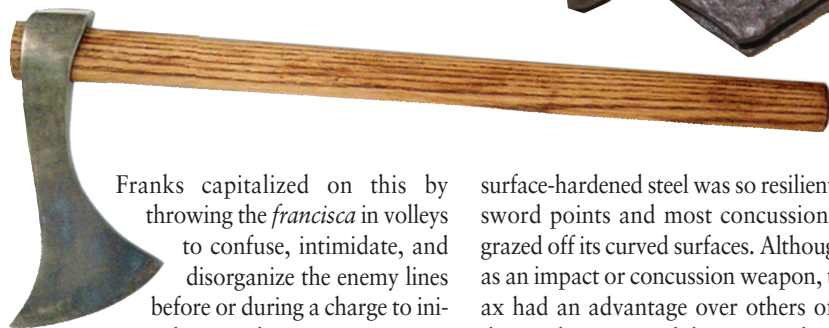 Franks capitalized on this by
throwing the francisca in volleys
to confuse, intimidate, and
disorganize the enemy lines
before or during a charge to ini-
surface-hardened steel was so resilient
sword points and most concussion
grazed off its curved surfaces. Althoug
as an impact or concussion weapon, t
ax had an advantage over others of